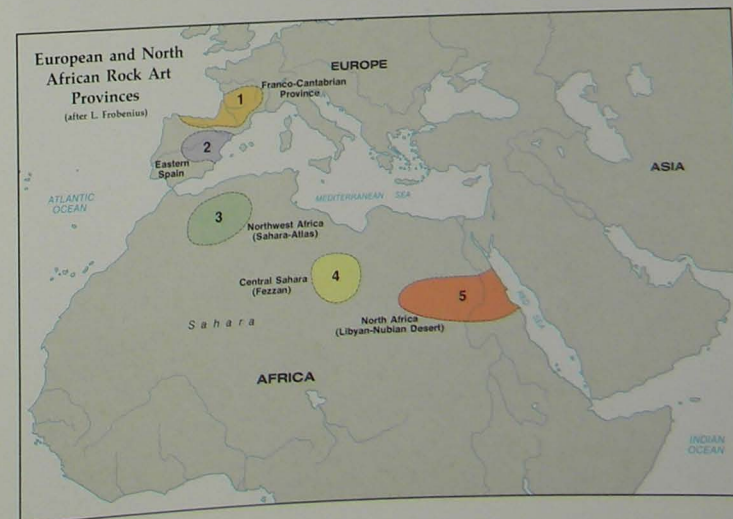 European and North
African Rock Art
Provinces
(after L. Frobenius)
EUROPE
1
Franco-Cantabrian
Province
2
Eastern
Spain
ASIA
ATLANTIC
OCEAN
MEDITERRANEAN SEA
3
Northwest Africa
(Sahara-Atlas)
4
Central Sahara
(Fezzan)
5
RED SEA
North Africa
(Libyan-Nubian Desert)
Sahara
AFRICA
INDIAN
OCEAN